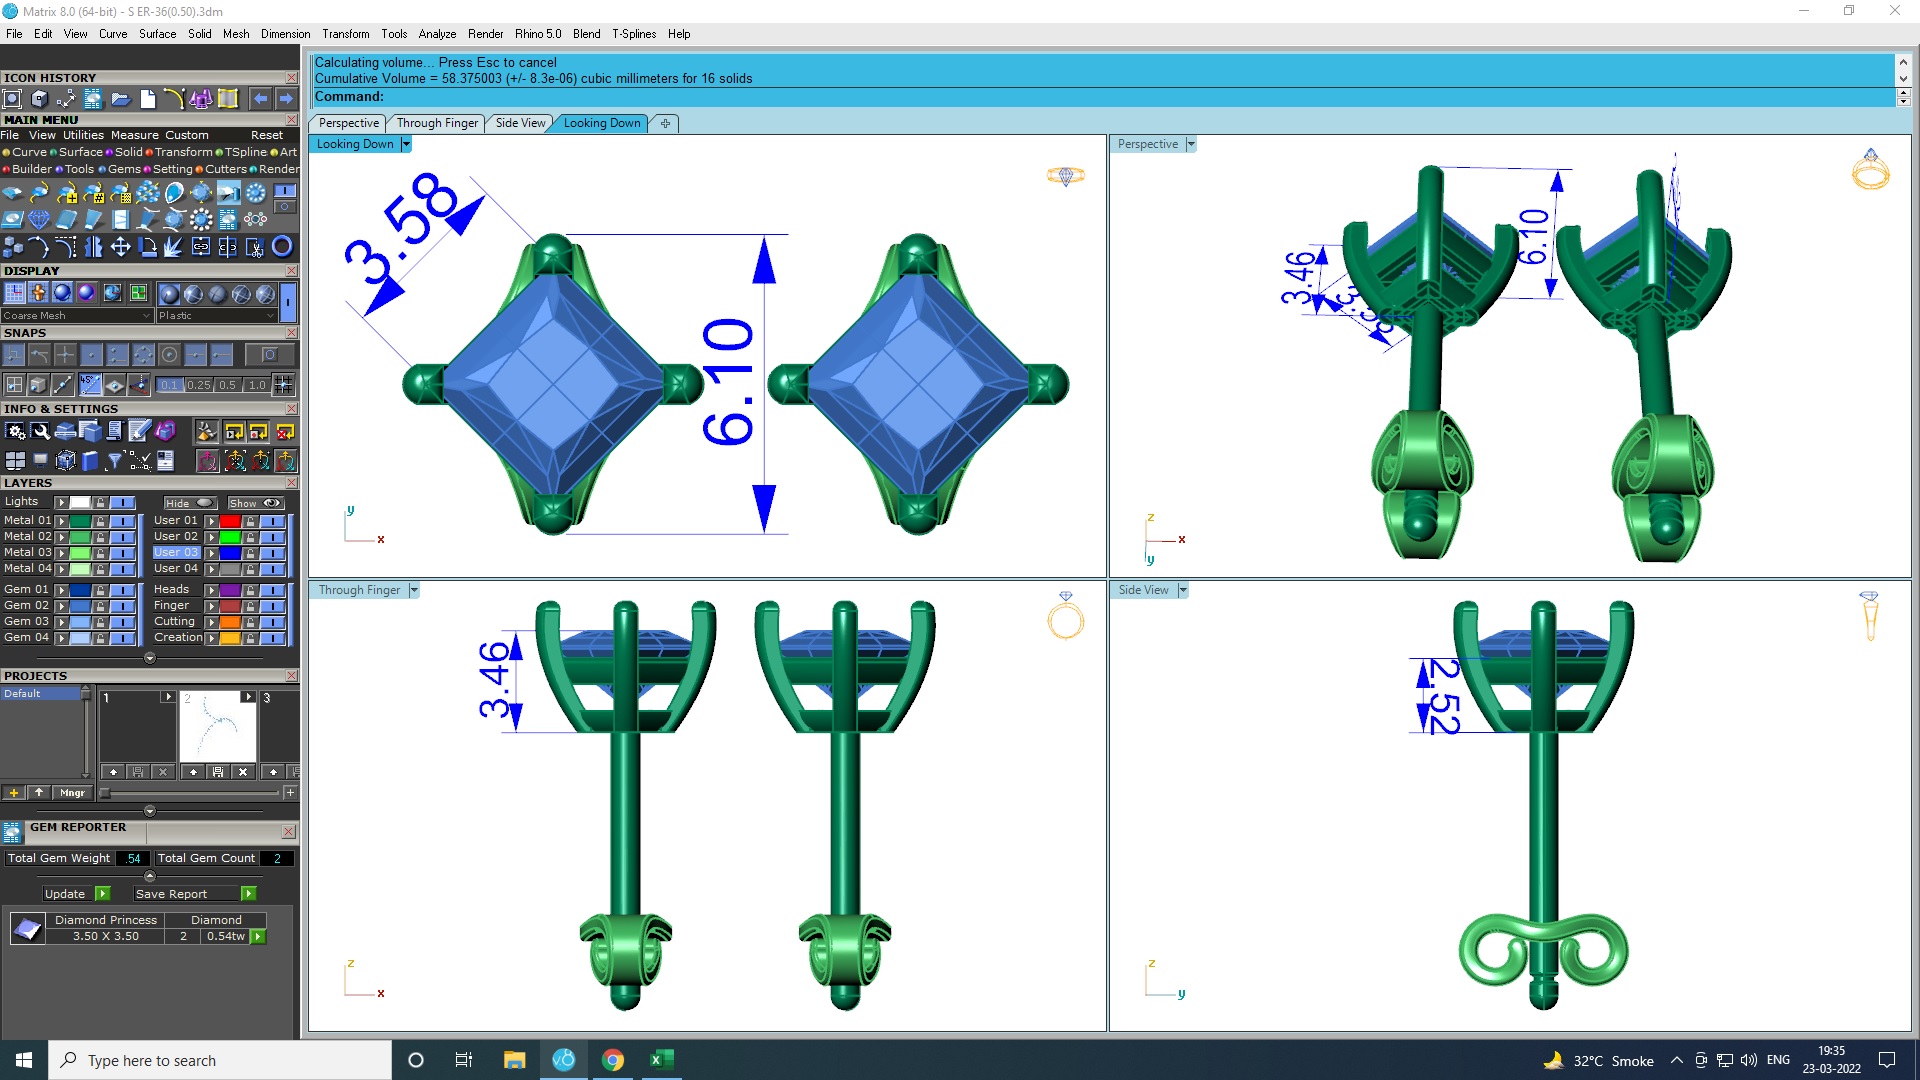 Matrix 8.0 (64-bit) - S ER-36(0.50).3dm
File Edit View Curve Surface Solid Mesh Dimension Transform Tools Analyze Render Rhino 5.0 Blend T-Splines Help
ICON HISTORY
MAIN MENU
File View Utilities Measure Custom Reset
Curve Surface Solid Transform TSpline Art
Builder Tools Gems Setting Cutters Render
DISPLAY
Coarse Mesh Plastic
SNAPS
45°
0.1 0.25 0.5 1.0
INFO & SETTINGS
LAYERS
Lights Hide Show
Metal 01 User 01
Metal 02 User 02
Metal 03 User 03
Metal 04 User 04
Gem 01 Heads
Gem 02 Finger
Gem 03 Cutting
Gem 04 Creation
PROJECTS
Default
1 2 3
Mngr
GEM REPORTER
Total Gem Weight .54 Total Gem Count 2
Update Save Report
Diamond Princess Diamond
3.50 X 3.50 2 0.54tw
Calculating volume... Press Esc to cancel
Cumulative Volume = 58.375003 (+/- 8.3e-06) cubic millimeters for 16 solids
Command:
Perspective Through Finger Side View Looking Down
Looking Down
3.58
6.10
y
x
Perspective
6.10
3.46
3.58
z
x
y
Through Finger
3.46
z
x
Side View
2.52
z
y
Type here to search
32°C Smoke
ENG
19:35
23-03-2022